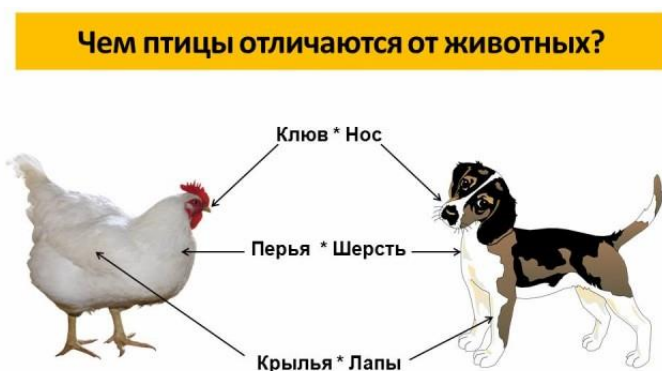 Чем птицы отличаются от животных?
Клюв * Нос
Перья * Шерсть
Крылья * Лапы